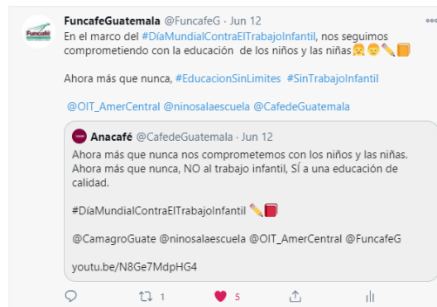 Funcafé
FuncafeGuatemala @FuncafeG · Jun 12
En el marco del #DíaMundialContraElTrabajoInfantil, nos seguimos
comprometiendo con la educación de los niños y las niñas
Ahora más que nunca, #EducacionSinLimites #SinTrabajoInfantil
@OIT_AmerCentral @ninosalaescuela @CafedeGuatemala
Anacafé @CafedeGuatemala · Jun 12
Ahora más que nunca nos comprometemos con los niños y las niñas.
Ahora más que nunca, NO al trabajo infantil, SÍ a una educación de
calidad.
#DíaMundialContraElTrabajoInfantil
@CamagroGuate @ninosalaescuela @OIT_AmerCentral @FuncafeG
youtu.be/N8Ge7MdpHG4
1 5